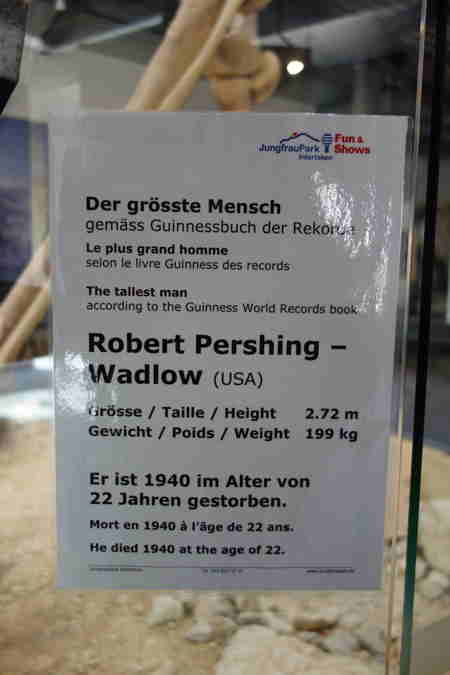 JungfrauPark
Interlaken
Fun &
Shows
Der grösste Mensch
gemäss Guinnessbuch der Rekorde
Le plus grand homme
selon le livre Guinness des records
The tallest man
according to the Guinness World Records book
Robert Pershing –
Wadlow (USA)
Grösse / Taille / Height 2.72 m
Gewicht / Poids / Weight 199 kg
Er ist 1940 im Alter von
22 Jahren gestorben.
Mort en 1940 à l'âge de 22 ans.
He died 1940 at the age of 22.